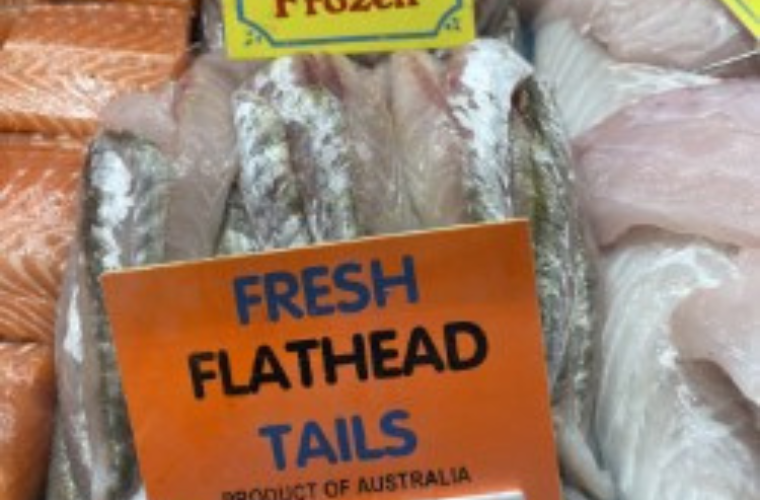 Frozen
FRESH
FLATHEAD
TAILS
PRODUCT OF AUSTRALIA